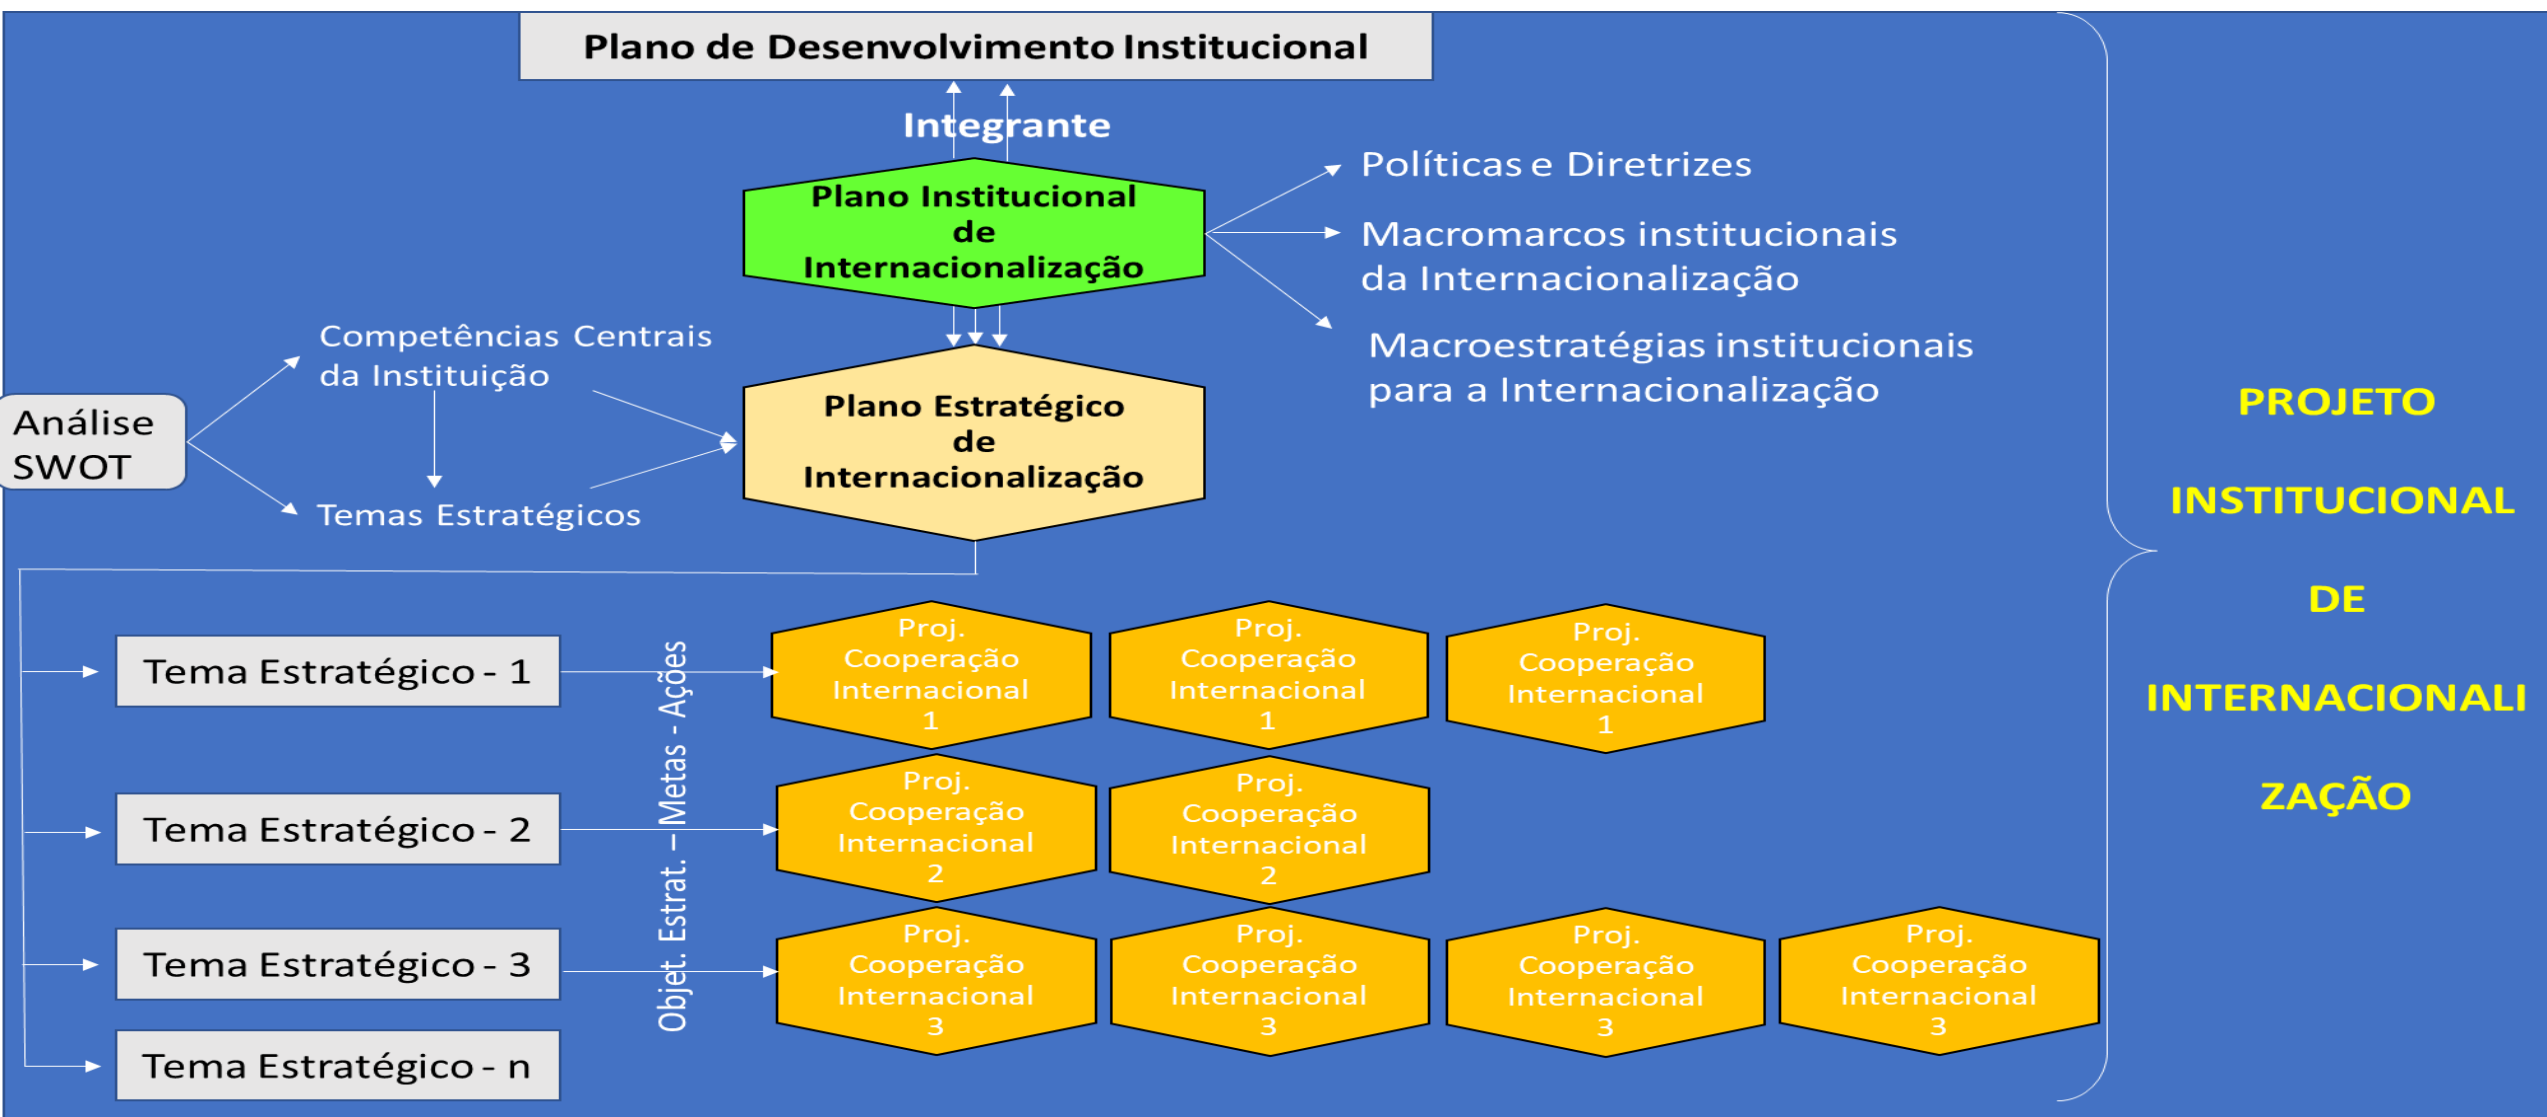 Plano de Desenvolvimento Institucional
Integrante
Plano Institucional
de
Internacionalização
Políticas e Diretrizes
Macromarcos institucionais
da Internacionalização
Macroestratégias institucionais
para a Internacionalização
Análise
SWOT
Competências Centrais
da Instituição
Temas Estratégicos
Plano Estratégico
de
Internacionalização
Tema Estratégico - 1
Tema Estratégico - 2
Tema Estratégico - 3
Tema Estratégico - n
Objet. Estrat. – Metas - Ações
Proj.
Cooperação
Internacional
1
Proj.
Cooperação
Internacional
1
Proj.
Cooperação
Internacional
1
Proj.
Cooperação
Internacional
2
Proj.
Cooperação
Internacional
2
Proj.
Cooperação
Internacional
3
Proj.
Cooperação
Internacional
3
Proj.
Cooperação
Internacional
3
Proj.
Cooperação
Internacional
3
PROJETO
INSTITUCIONAL
DE
INTERNACIONALI
ZAÇÃO